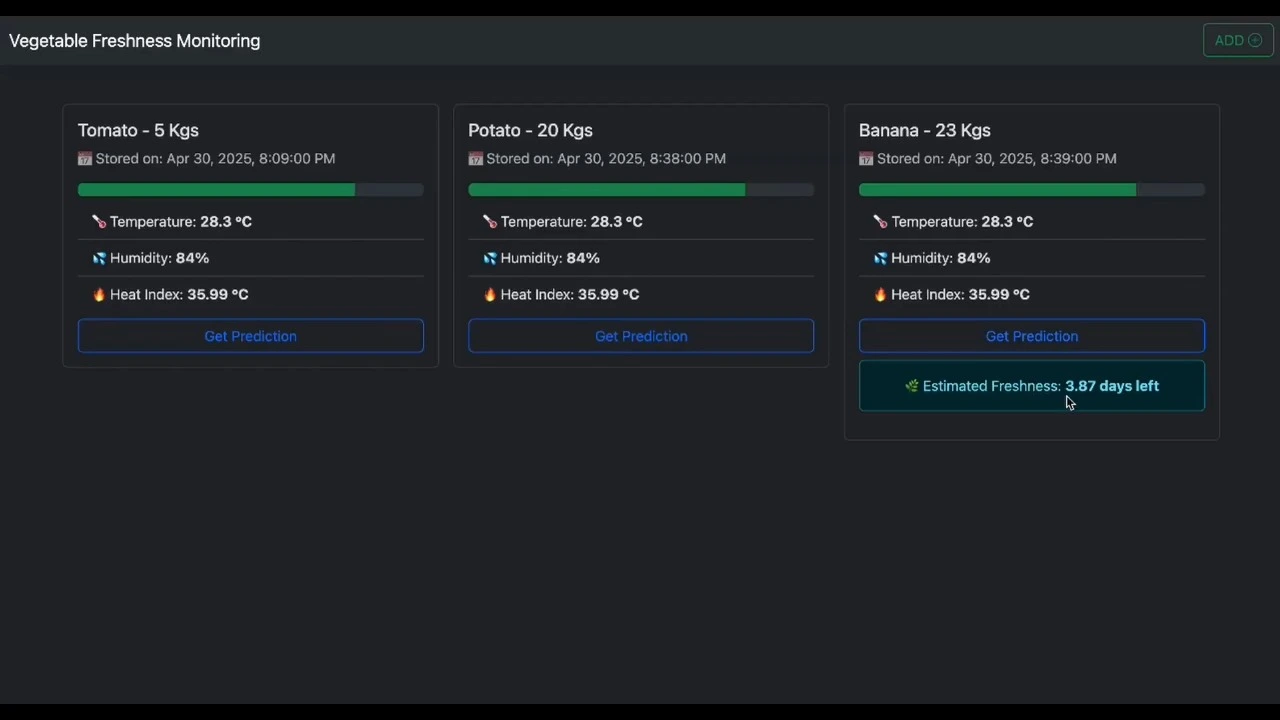 Vegetable Freshness Monitoring
ADD
Tomato - 5 Kgs
Stored on: Apr 30, 2025, 8:09:00 PM
Temperature: 28.3 °C
Humidity: 84%
Heat Index: 35.99 °C
Get Prediction
Potato - 20 Kgs
Stored on: Apr 30, 2025, 8:38:00 PM
Temperature: 28.3 °C
Humidity: 84%
Heat Index: 35.99 °C
Get Prediction
Banana - 23 Kgs
Stored on: Apr 30, 2025, 8:39:00 PM
Temperature: 28.3 °C
Humidity: 84%
Heat Index: 35.99 °C
Get Prediction
Estimated Freshness: 3.87 days left